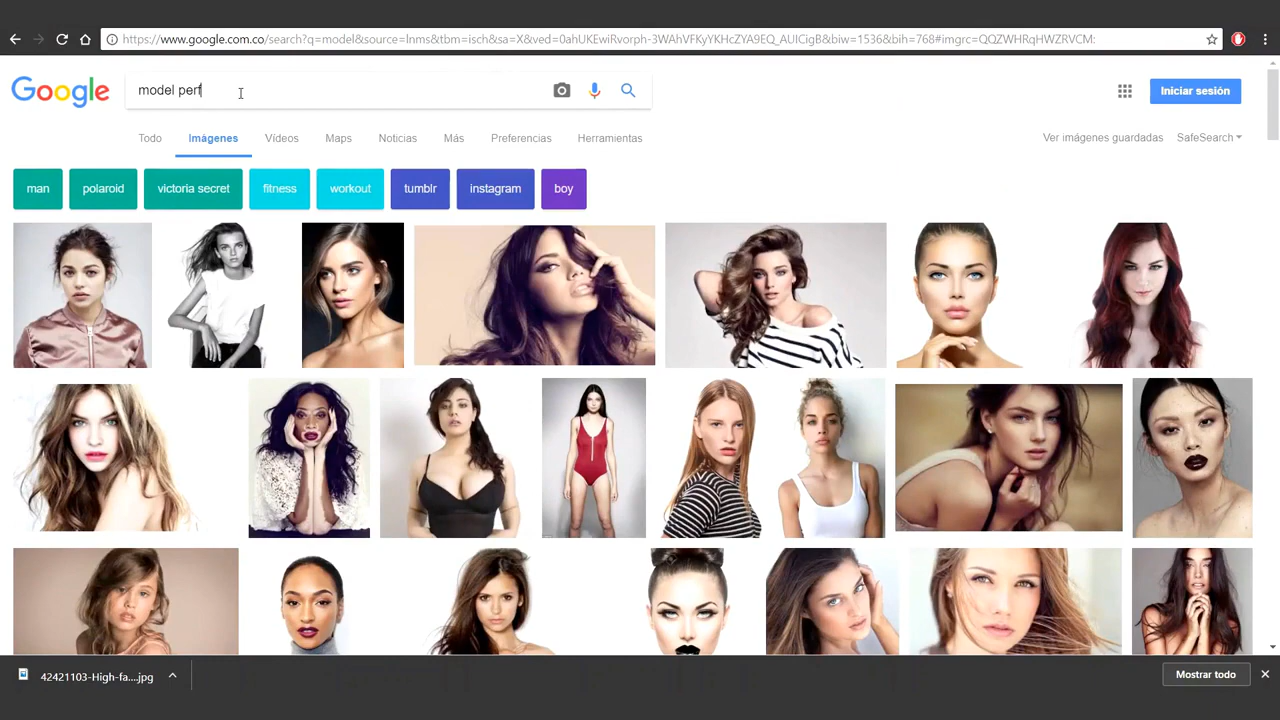 https://www.google.com.co/search?q=model&source=lnms&tbm=isch&sa=X&ved=0ahUKEwiRvorph-3WAhVFKyYKHcZYA9EQ_AUICigB&biw=1536&bih=768#imgrc=QQZWHRqHWZRVCM:
Google
model perf
Iniciar sesión
Todo
Imágenes
Vídeos
Maps
Noticias
Más
Preferencias
Herramientas
Ver imágenes guardadas
SafeSearch
man
polaroid
victoria secret
fitness
workout
tumblr
instagram
boy
42421103-High-fa....jpg
Mostrar todo